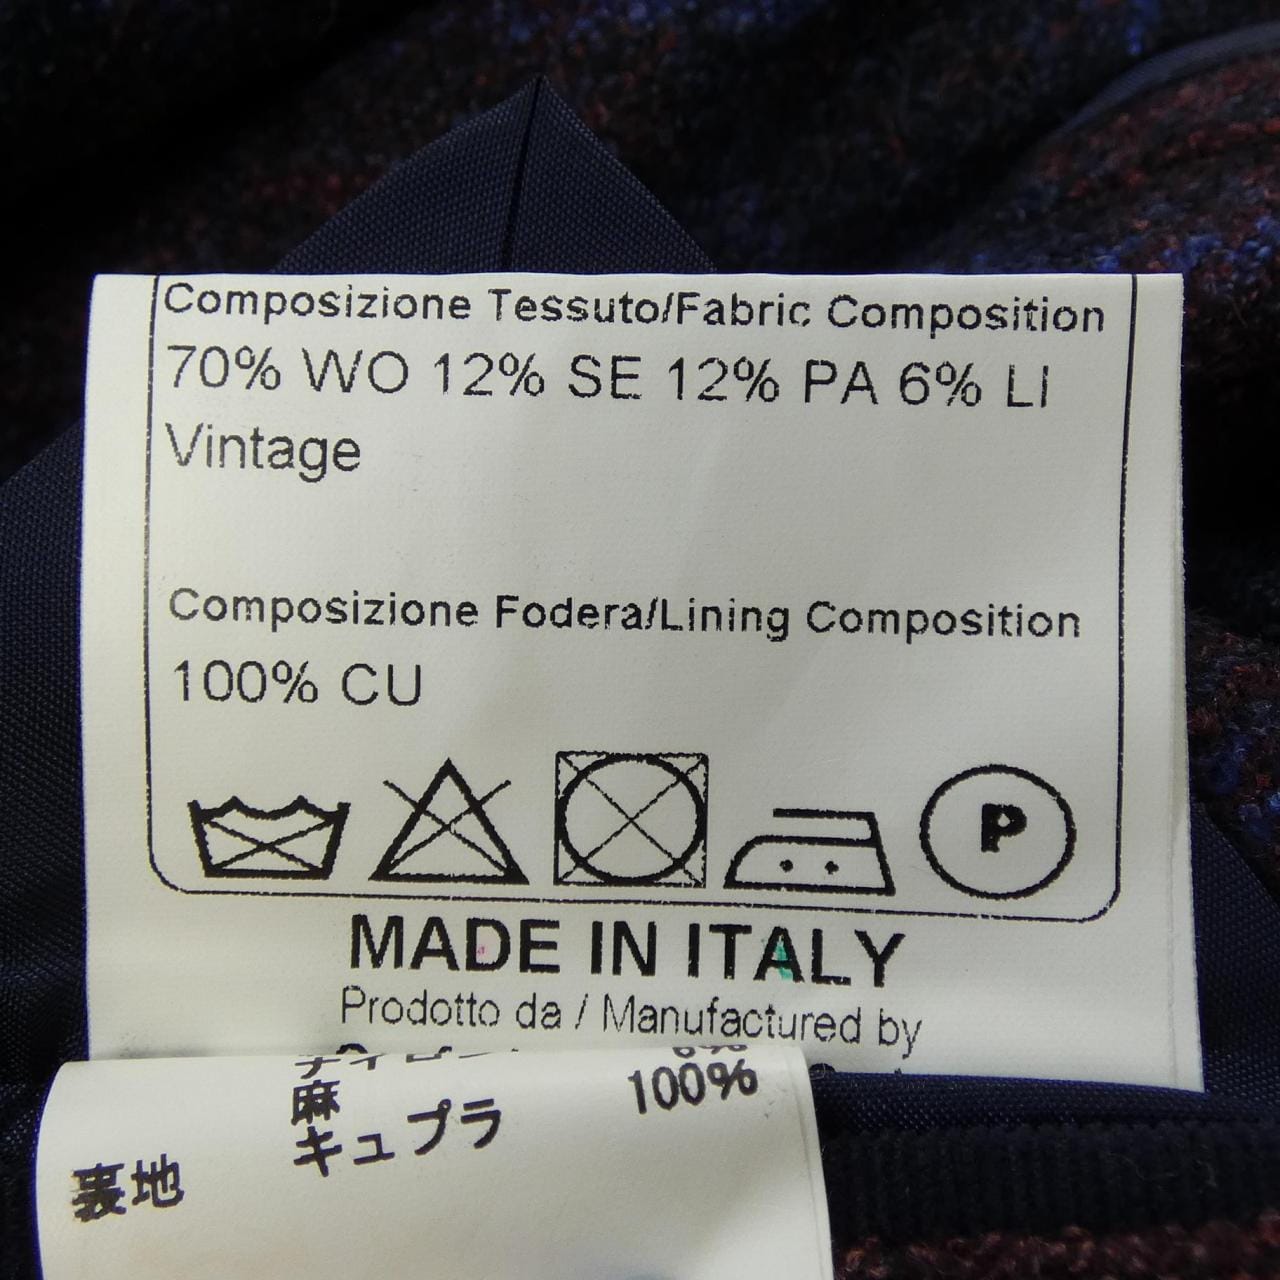 Composizione Tessuto/Fabric Composition
70% WO 12% SE 12% PA 6% LI
Vintage
Composizione Fodera/Lining Composition
100% CU
P
MADE IN ITALY
Prodotto da / Manufactured by
麻 6%
裏地 キュプラ 100%